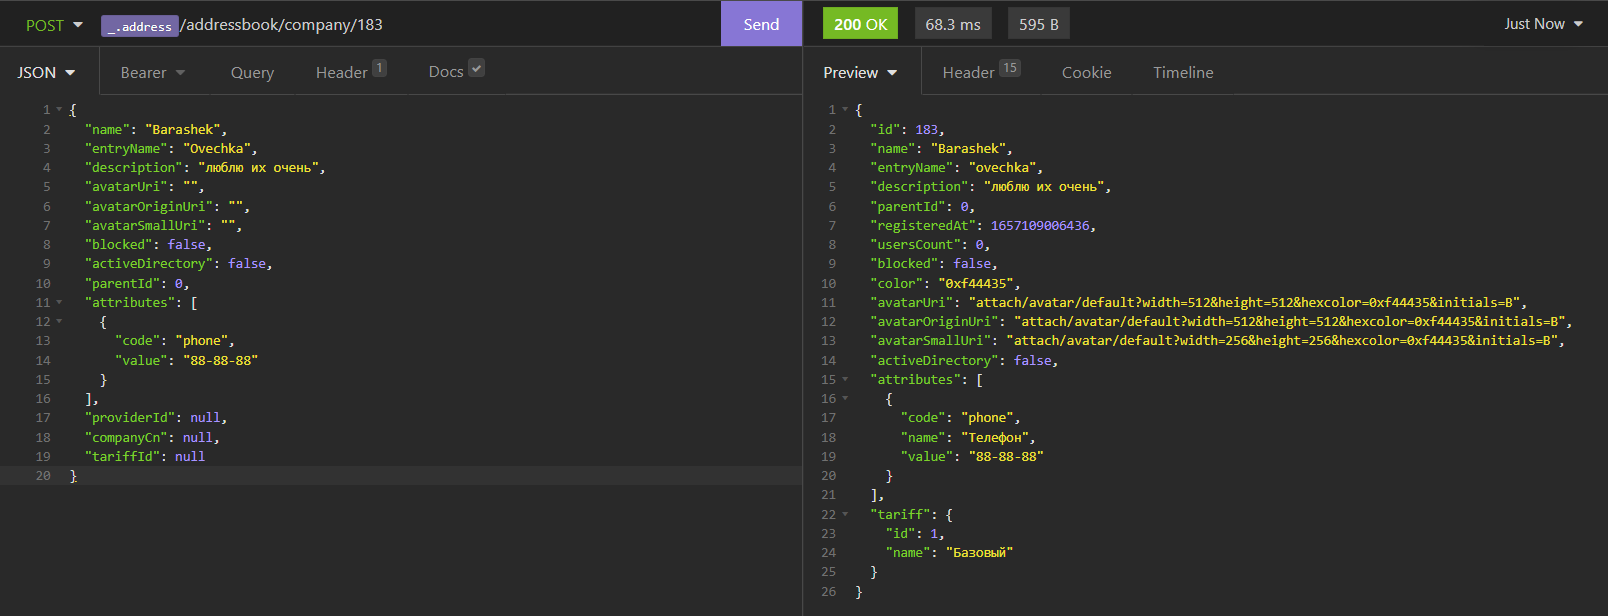 POST _.address/addressbook/company/183 Send
JSON Bearer Query Header 1 Docs
1 {
2 "name": "Barashek",
3 "entryName": "Ovechka",
4 "description": "люблю их очень",
5 "avatarUri": "",
6 "avatarOriginUri": "",
7 "avatarSmallUri": "",
8 "blocked": false,
9 "activeDirectory": false,
10 "parentId": 0,
11 "attributes": [
12 {
13 "code": "phone",
14 "value": "88-88-88"
15 }
16 ],
17 "providerId": null,
18 "companyCn": null,
19 "tariffId": null
20 }
200 OK 68.3 ms 595 B Just Now
Preview Header 15 Cookie Timeline
1 {
2 "id": 183,
3 "name": "Barashek",
4 "entryName": "ovechka",
5 "description": "люблю их очень",
6 "parentId": 0,
7 "registeredAt": 1657109006436,
8 "usersCount": 0,
9 "blocked": false,
10 "color": "0xf44435",
11 "avatarUri": "attach/avatar/default?width=512&height=512&hexcolor=0xf44435&initials=B",
12 "avatarOriginUri": "attach/avatar/default?width=512&height=512&hexcolor=0xf44435&initials=B",
13 "avatarSmallUri": "attach/avatar/default?width=256&height=256&hexcolor=0xf44435&initials=B",
14 "activeDirectory": false,
15 "attributes": [
16 {
17 "code": "phone",
18 "name": "Телефон",
19 "value": "88-88-88"
20 }
21 ],
22 "tariff": {
23 "id": 1,
24 "name": "Базовый"
25 }
26 }